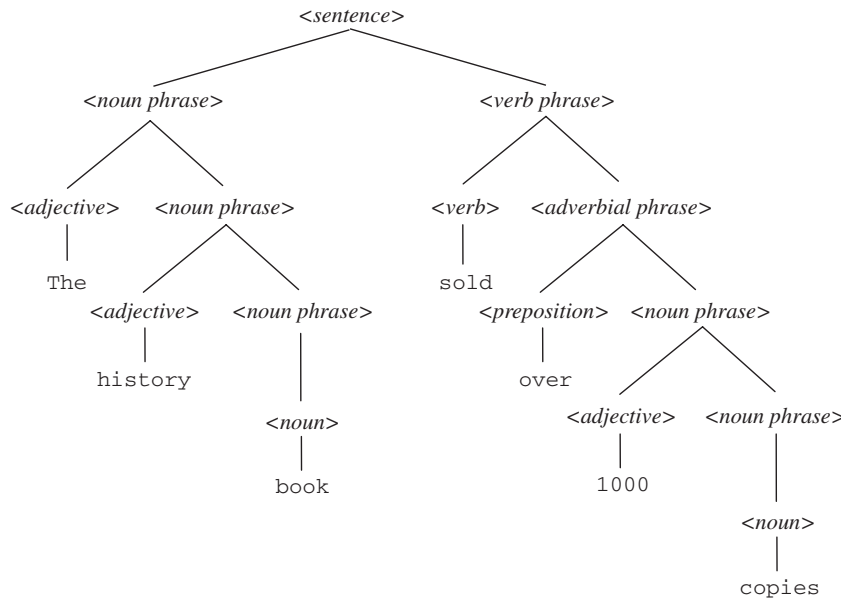 <sentence>
<noun phrase> <verb phrase>
<adjective> <noun phrase> <verb> <adverbial phrase>
The sold
<adjective> <noun phrase> <preposition> <noun phrase>
history over
<noun> <adjective> <noun phrase>
book 1000
<noun>
copies